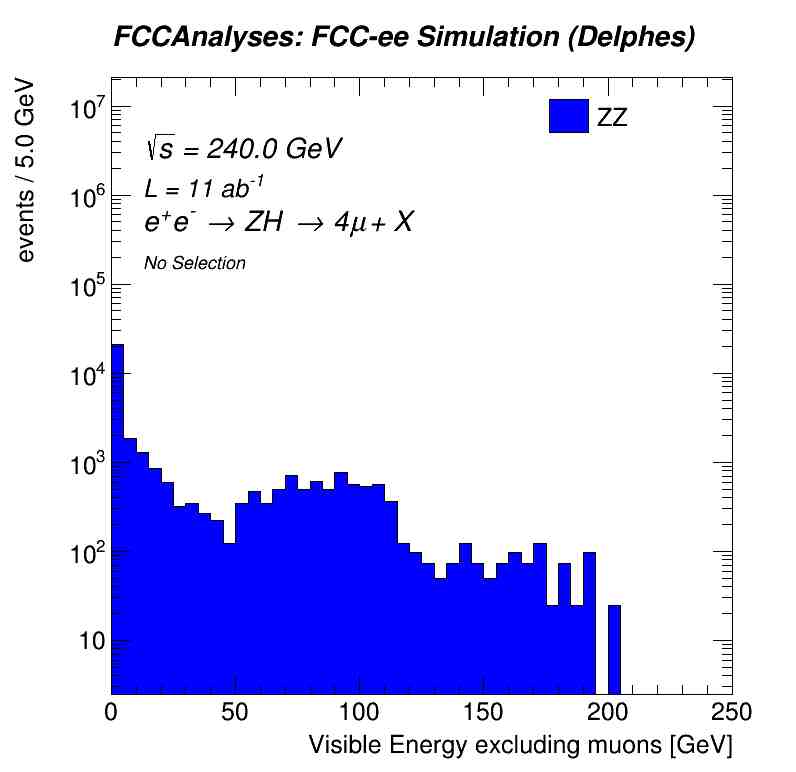 FCCAnalyses: FCC-ee Simulation (Delphes)
events / 5.0 GeV
ZZ
√s = 240.0 GeV
L = 11 ab⁻¹
e⁺e⁻ → ZH → 4μ + X
No Selection
10⁷
10⁶
10⁵
10⁴
10³
10²
10
0 50 100 150 200 250
Visible Energy excluding muons [GeV]